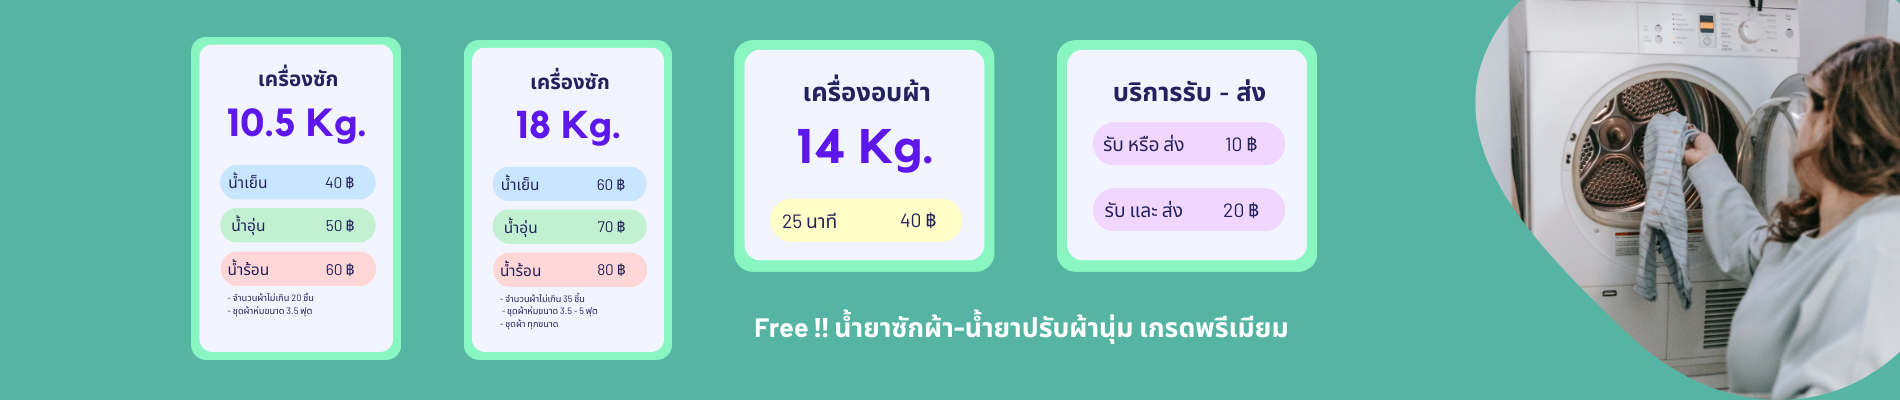 เครื่องซัก
10.5 Kg.
น้ำเย็น 40 ฿
น้ำอุ่น 50 ฿
น้ำร้อน 60 ฿
- จำนวนผ้าไม่เกิน 20 ชิ้น
- ชุดผ้าห่มขนาด 3.5 ฟุต
เครื่องซัก
18 Kg.
น้ำเย็น 60 ฿
น้ำอุ่น 70 ฿
น้ำร้อน 80 ฿
- จำนวนผ้าไม่เกิน 35 ชิ้น
- ชุดผ้าห่มขนาด 3.5 - 5 ฟุต
- ชุดผ้า ทุกขนาด
เครื่องอบผ้า
14 Kg.
25 นาที 40 ฿
บริการรับ - ส่ง
รับ หรือ ส่ง 10 ฿
รับ และ ส่ง 20 ฿
Free !! น้ำยาซักผ้า-น้ำยาปรับผ้านุ่ม เกรดพรีเมียม